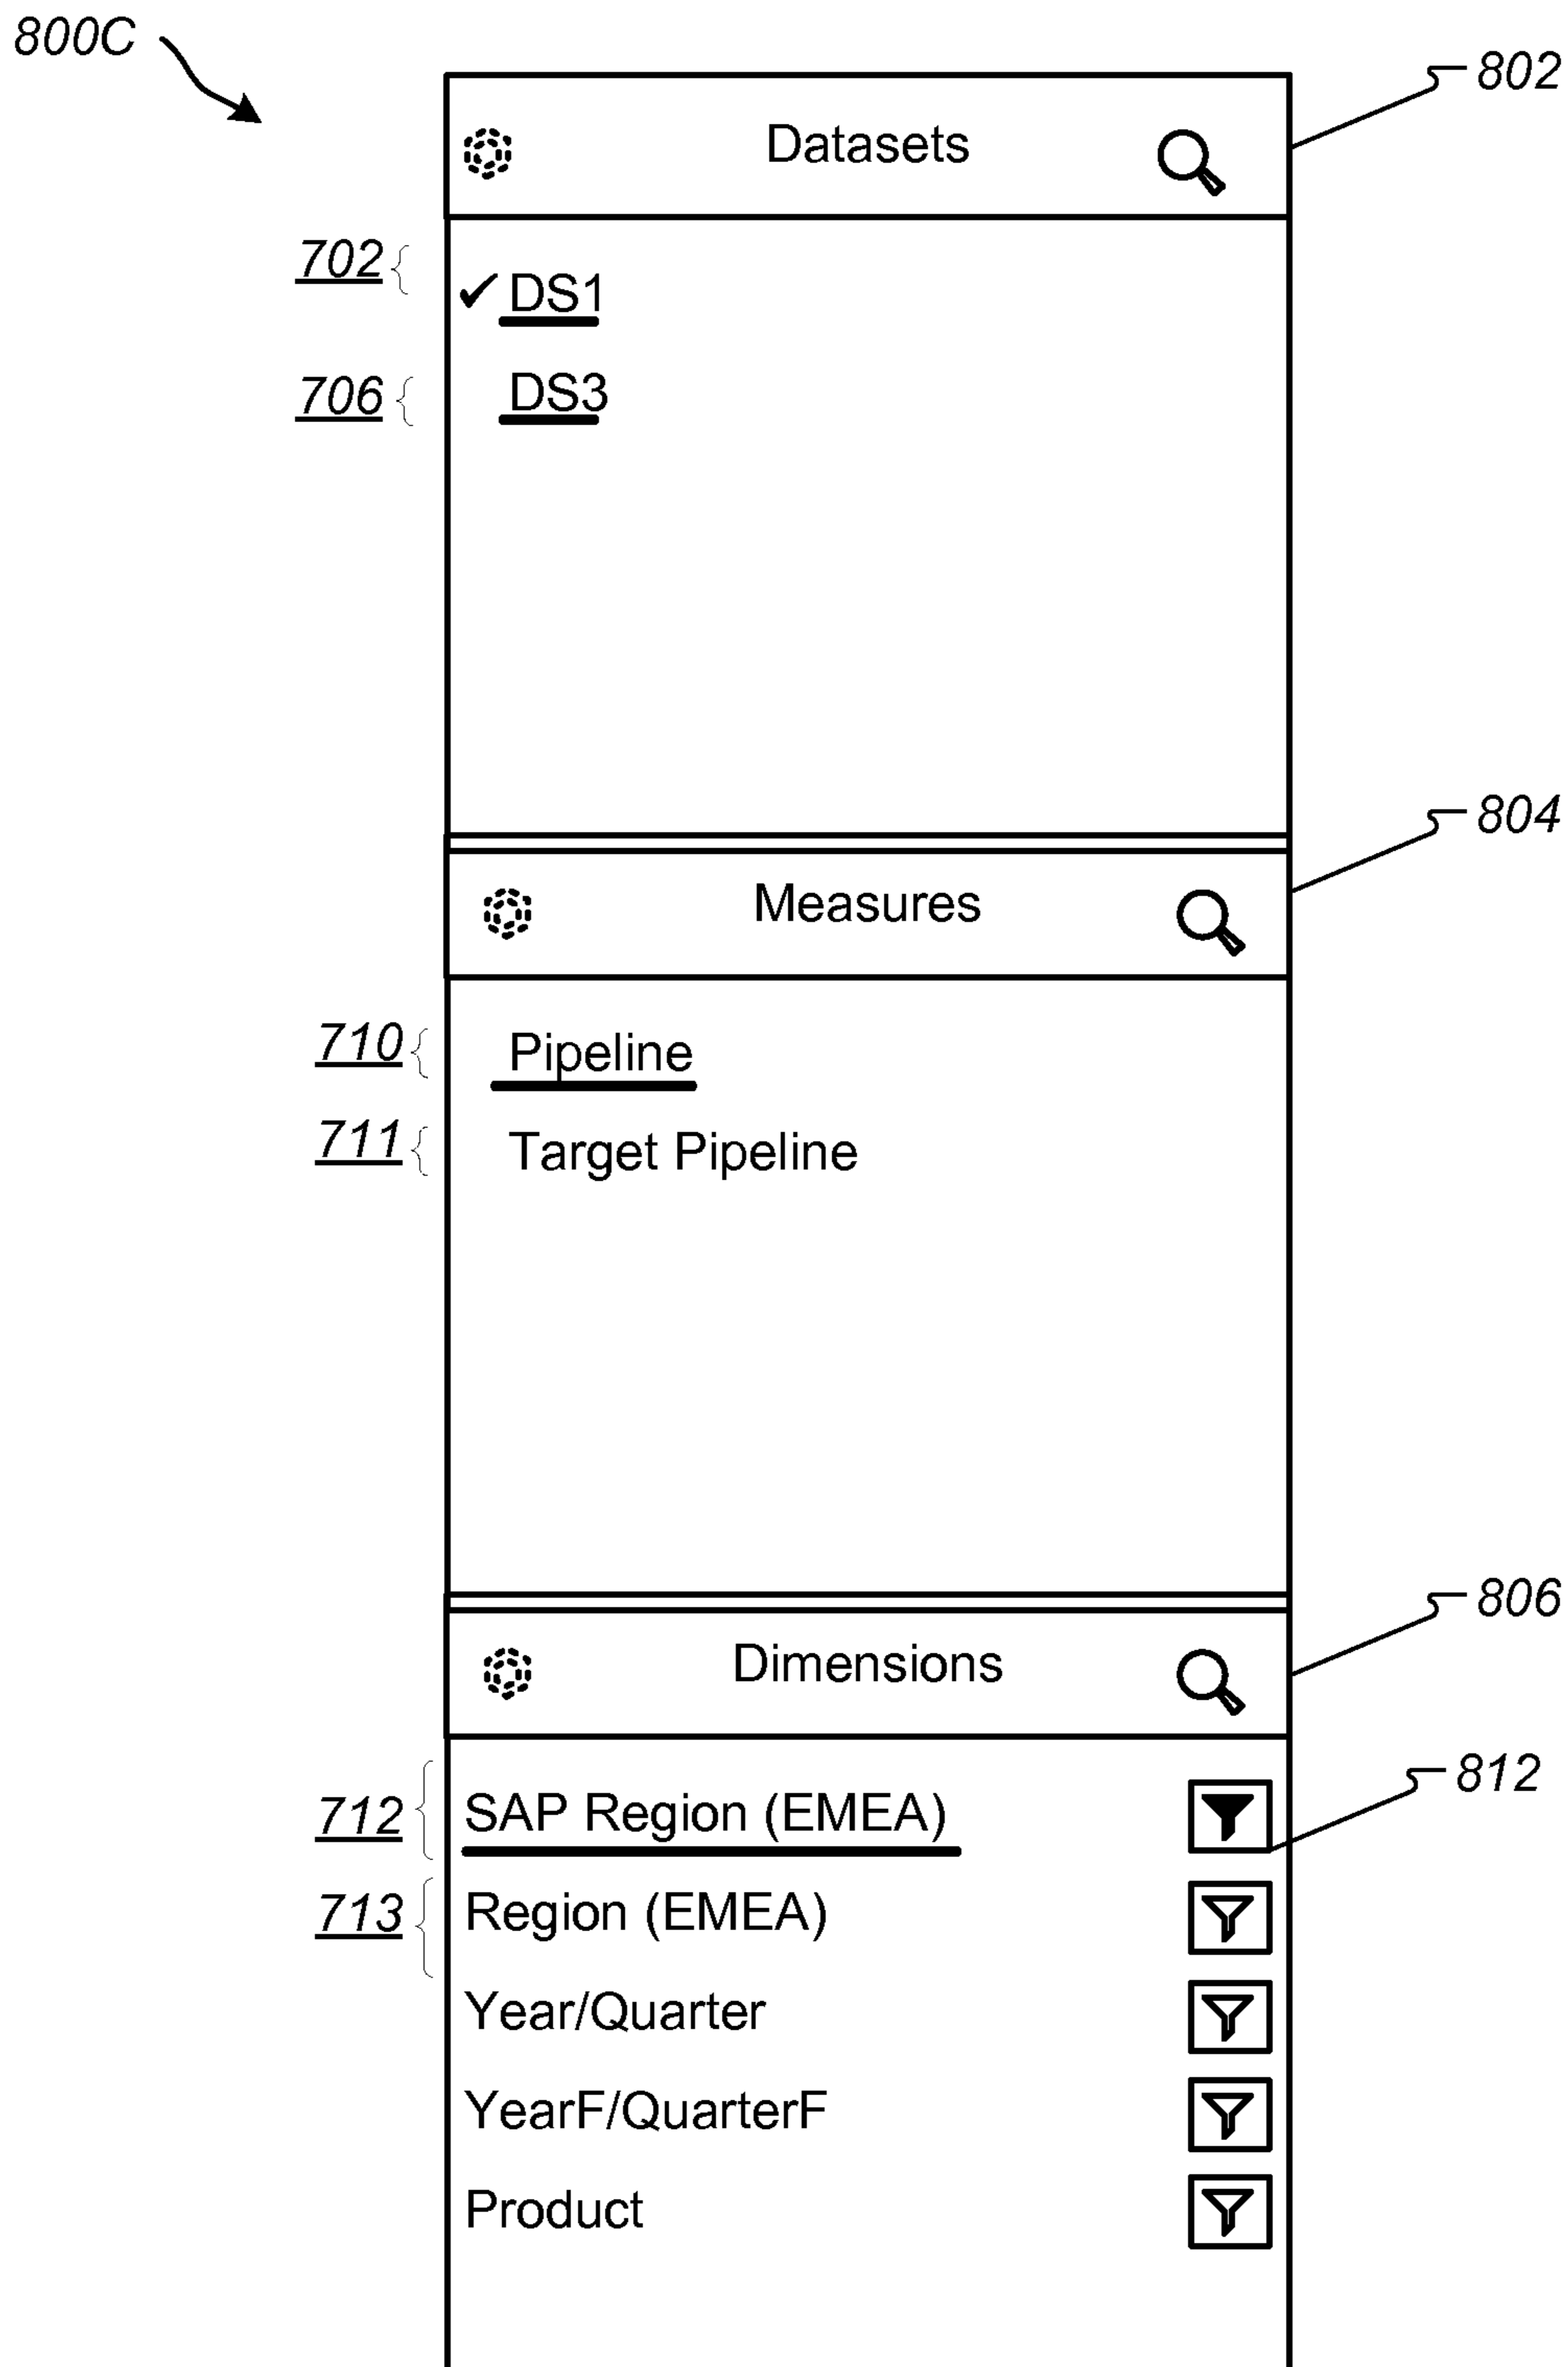 800C
802
Datasets
702
✓ DS1
706
DS3
804
Measures
710
Pipeline
711
Target Pipeline
806
Dimensions
812
712
SAP Region (EMEA)
713
Region (EMEA)
Year/Quarter
YearF/QuarterF
Product